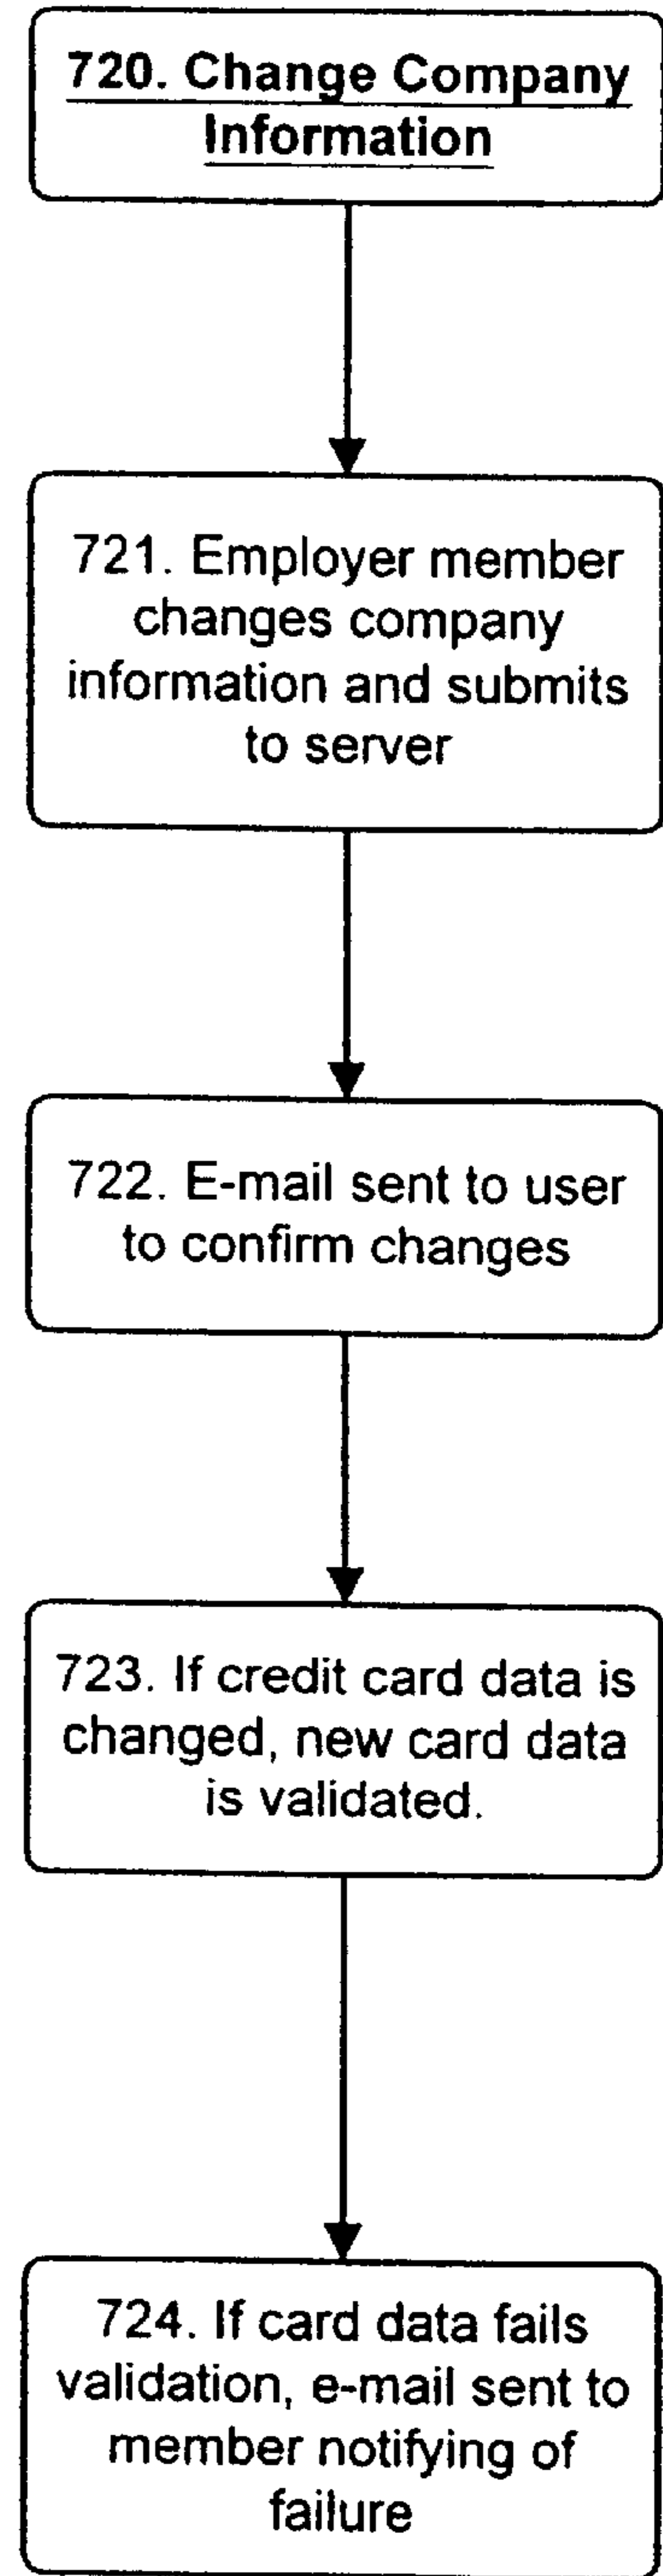 720. Change Company
Information
721. Employer member
changes company
information and submits
to server
722. E-mail sent to user
to confirm changes
723. If credit card data is
changed, new card data
is validated.
724. If card data fails
validation, e-mail sent to
member notifying of
failure